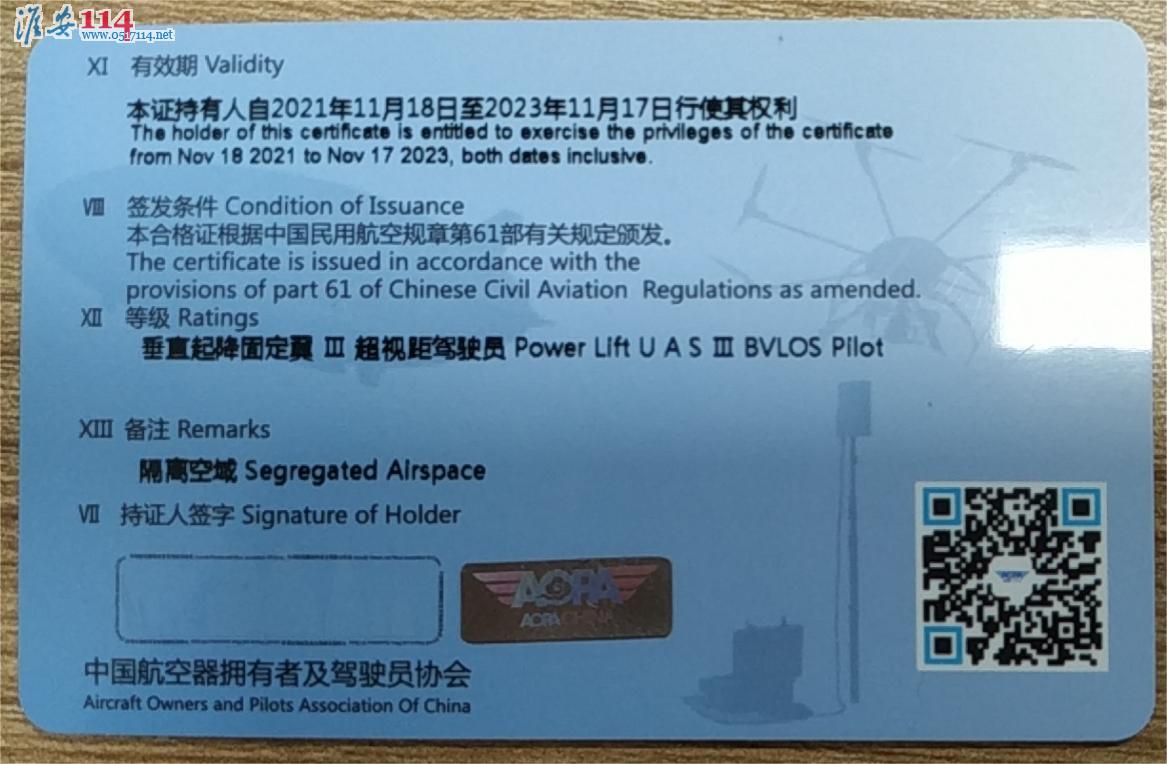 淮安114
www.0517114.net
XI 有效期 Validity
本证持有人自2021年11月18日至2023年11月17日行使其权利
The holder of this certificate is entitled to exercise the privileges of the certificate
from Nov 18 2021 to Nov 17 2023, both dates inclusive.
VIII 签发条件 Condition of Issuance
本合格证根据中国民用航空规章第61部有关规定颁发。
The certificate is issued in accordance with the
provisions of part 61 of Chinese Civil Aviation Regulations as amended.
XII 等级 Ratings
垂直起降固定翼 III 超视距驾驶员 Power Lift U A S III BVLOS Pilot
XIII 备注 Remarks
隔离空域 Segregated Airspace
VII 持证人签字 Signature of Holder
AOPA
AOPA CHINA
中国航空器拥有者及驾驶员协会
Aircraft Owners and Pilots Association Of China